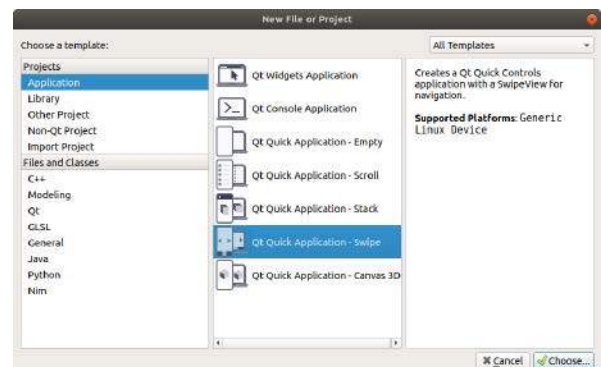 New File or Project
Choose a template:
All Templates
Projects
Application
Library
Other Project
Non-Qt Project
Import Project
Files and Classes
C++
Modeling
Qt
GLSL
General
Java
Python
Nim
Qt Widgets Application
Qt Console Application
Qt Quick Application - Empty
Qt Quick Application - Scroll
Qt Quick Application - Stack
Qt Quick Application - Swipe
Qt Quick Application - Canvas 3D
Creates a Qt Quick Controls
application with a SwipeView for
navigation.
Supported Platforms: Generic
Linux Device
Cancel
Choose...